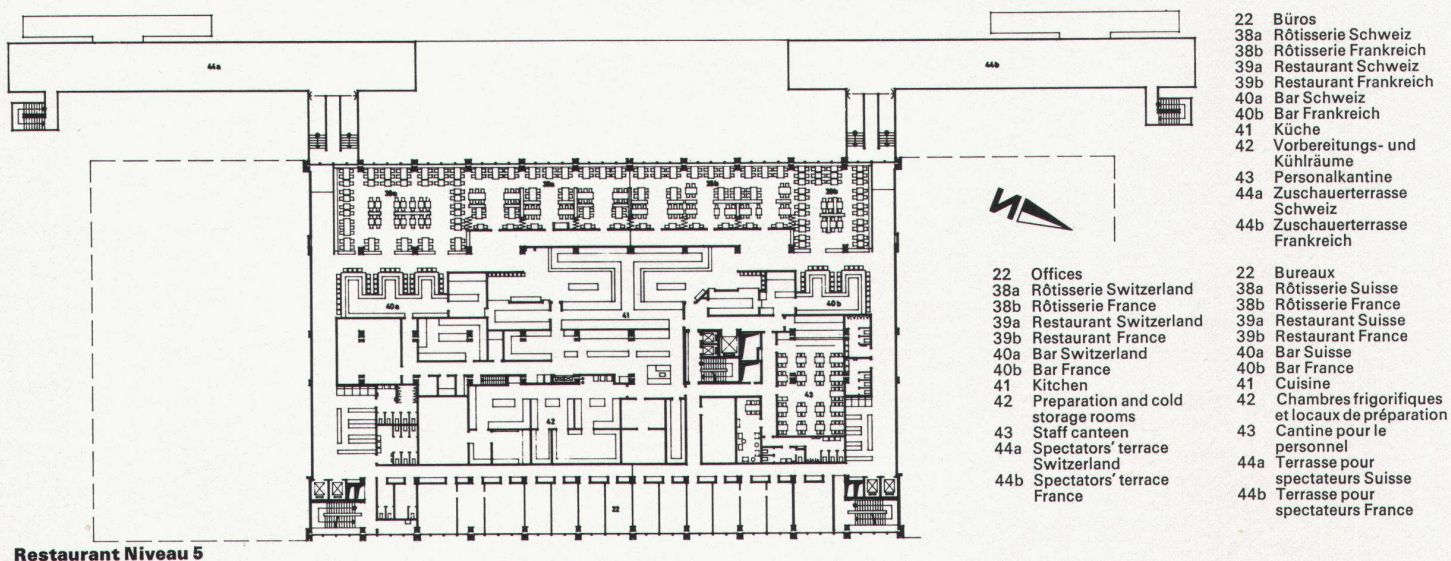 44a
44b
40a
40b
41
43
42
22
N
Restaurant Niveau 5
22 Büros
38a Rôtisserie Schweiz
38b Rôtisserie Frankreich
39a Restaurant Schweiz
39b Restaurant Frankreich
40a Bar Schweiz
40b Bar Frankreich
41 Küche
42 Vorbereitungs- und
Kühlräume
43 Personalkantine
44a Zuschauerterrasse
Schweiz
44b Zuschauerterrasse
Frankreich
22 Offices
38a Rôtisserie Switzerland
38b Rôtisserie France
39a Restaurant Switzerland
39b Restaurant France
40a Bar Switzerland
40b Bar France
41 Kitchen
42 Preparation and cold
storage rooms
43 Staff canteen
44a Spectators' terrace
Switzerland
44b Spectators' terrace
France
22 Bureaux
38a Rôtisserie Suisse
38b Rôtisserie France
39a Restaurant Suisse
39b Restaurant France
40a Bar Suisse
40b Bar France
41 Cuisine
42 Chambres frigorifiques
et locaux de préparation
43 Cantine pour le
personnel
44a Terrasse pour
spectateurs Suisse
44b Terrasse pour
spectateurs France